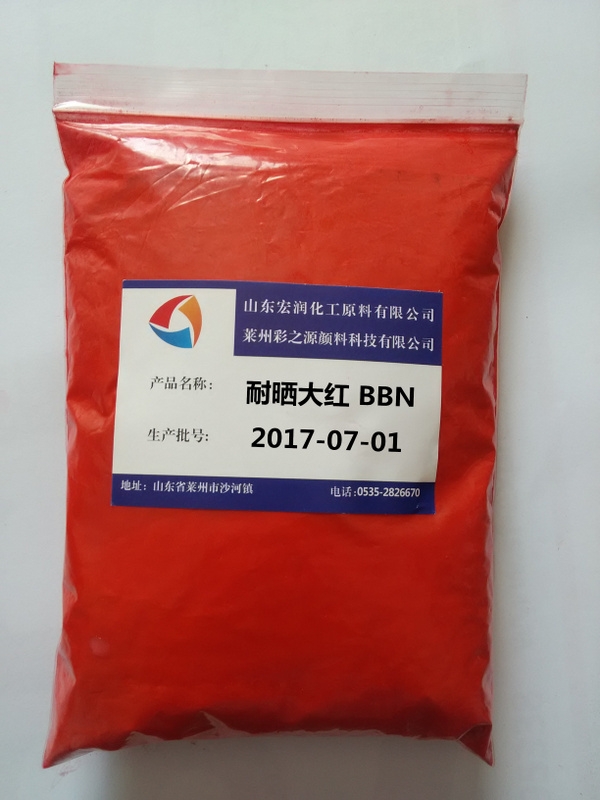 山东宏润化工原料有限公司
莱州彩之源颜料科技有限公司
产品名称: 耐晒大红 BBN
生产批号: 2017-07-01
地址: 山东省莱州市沙河镇 电话:0535-2826670